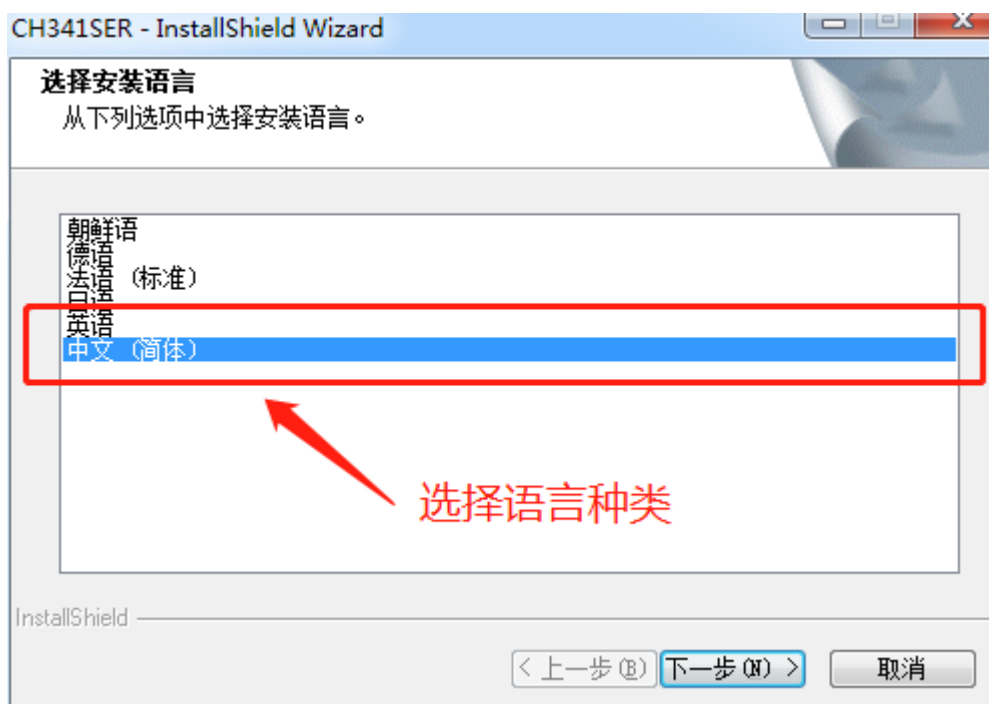 CH341SER - InstallShield Wizard
选择安装语言
从下列选项中选择安装语言。
朝鲜语
德语
法语 (标准)
日语
英语
中文 (简体)
选择语言种类
InstallShield
< 上一步(B) 下一步(N) > 取消